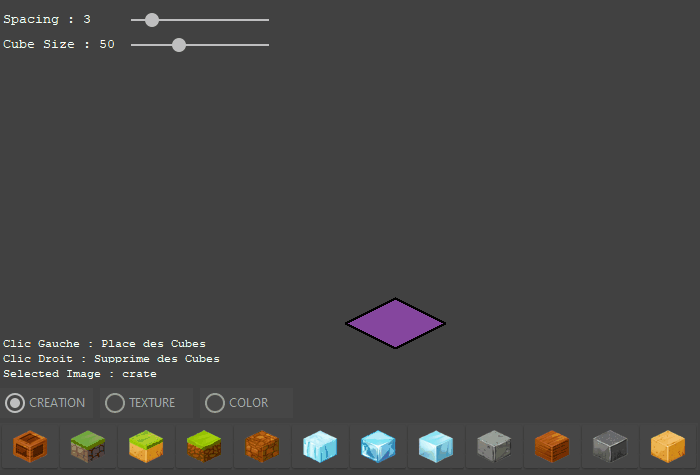 Spacing : 3
Cube Size : 50
Clic Gauche : Place des Cubes
Clic Droit : Supprime des Cubes
Selected Image : crate
CREATION TEXTURE COLOR